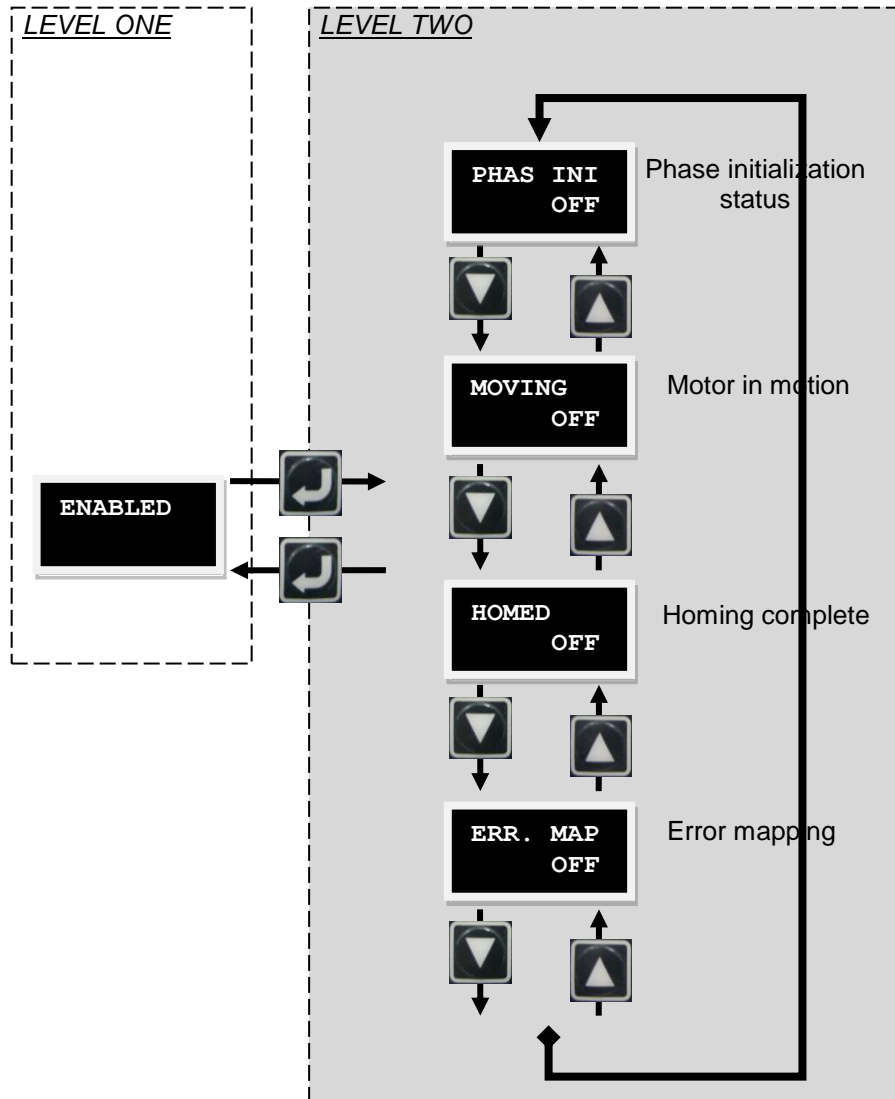 LEVEL ONE
LEVEL TWO
PHAS INI
OFF
Phase initialization
status
MOVING
OFF
Motor in motion
ENABLED
HOMED
OFF
Homing complete
ERR. MAP
OFF
Error mapping